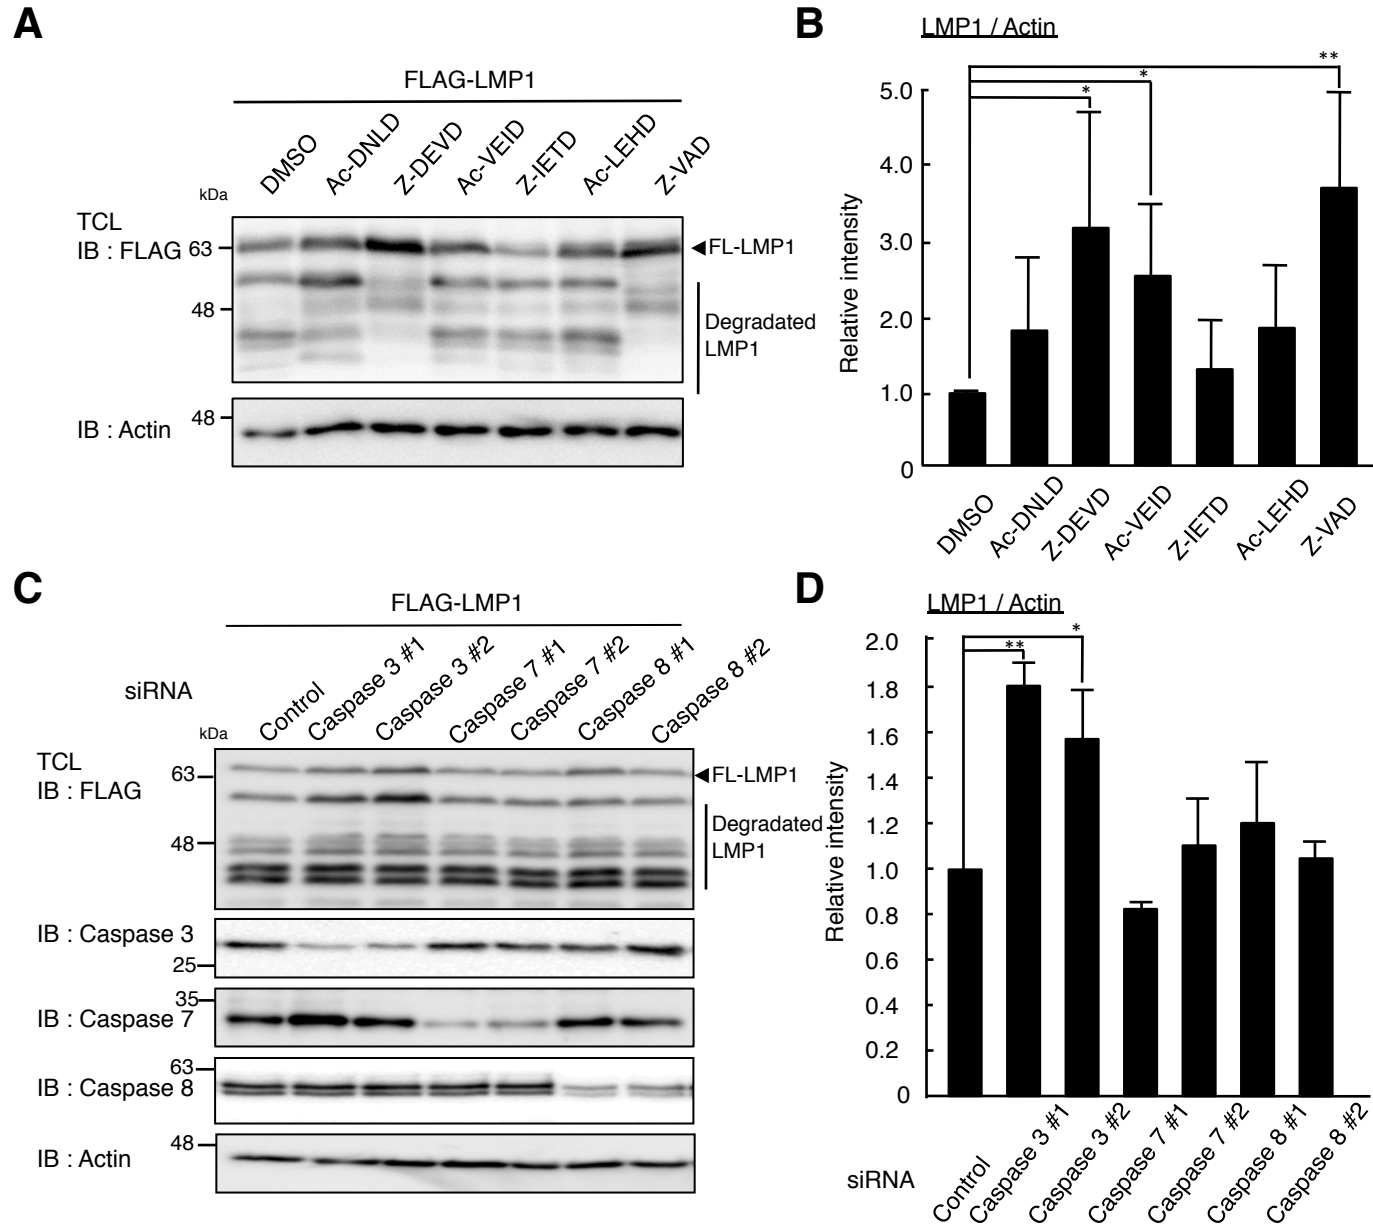 A
FLAG-LMP1
DMSO
Ac-DNLD
Z-DEVD
Ac-VEID
Z-IETD
Ac-LEHD
Z-VAD
kDa
TCL
IB : FLAG
63
48
FL-LMP1
Degradated
LMP1
IB : Actin
48
B
LMP1 / Actin
Relative intensity
5.0
4.0
3.0
2.0
1.0
0
*
*
**
DMSO
Ac-DNLD
Z-DEVD
Ac-VEID
Z-IETD
Ac-LEHD
Z-VAD
C
FLAG-LMP1
siRNA
Control
Caspase 3 #1
Caspase 3 #2
Caspase 7 #1
Caspase 7 #2
Caspase 8 #1
Caspase 8 #2
kDa
TCL
IB : FLAG
63
48
FL-LMP1
Degradated
LMP1
IB : Caspase 3
25
IB : Caspase 7
35
IB : Caspase 8
63
IB : Actin
48
D
LMP1 / Actin
Relative intensity
2.0
1.8
1.6
1.4
1.2
1.0
0.8
0.6
0.4
0.2
0
**
*
siRNA
Control
Caspase 3 #1
Caspase 3 #2
Caspase 7 #1
Caspase 7 #2
Caspase 8 #1
Caspase 8 #2